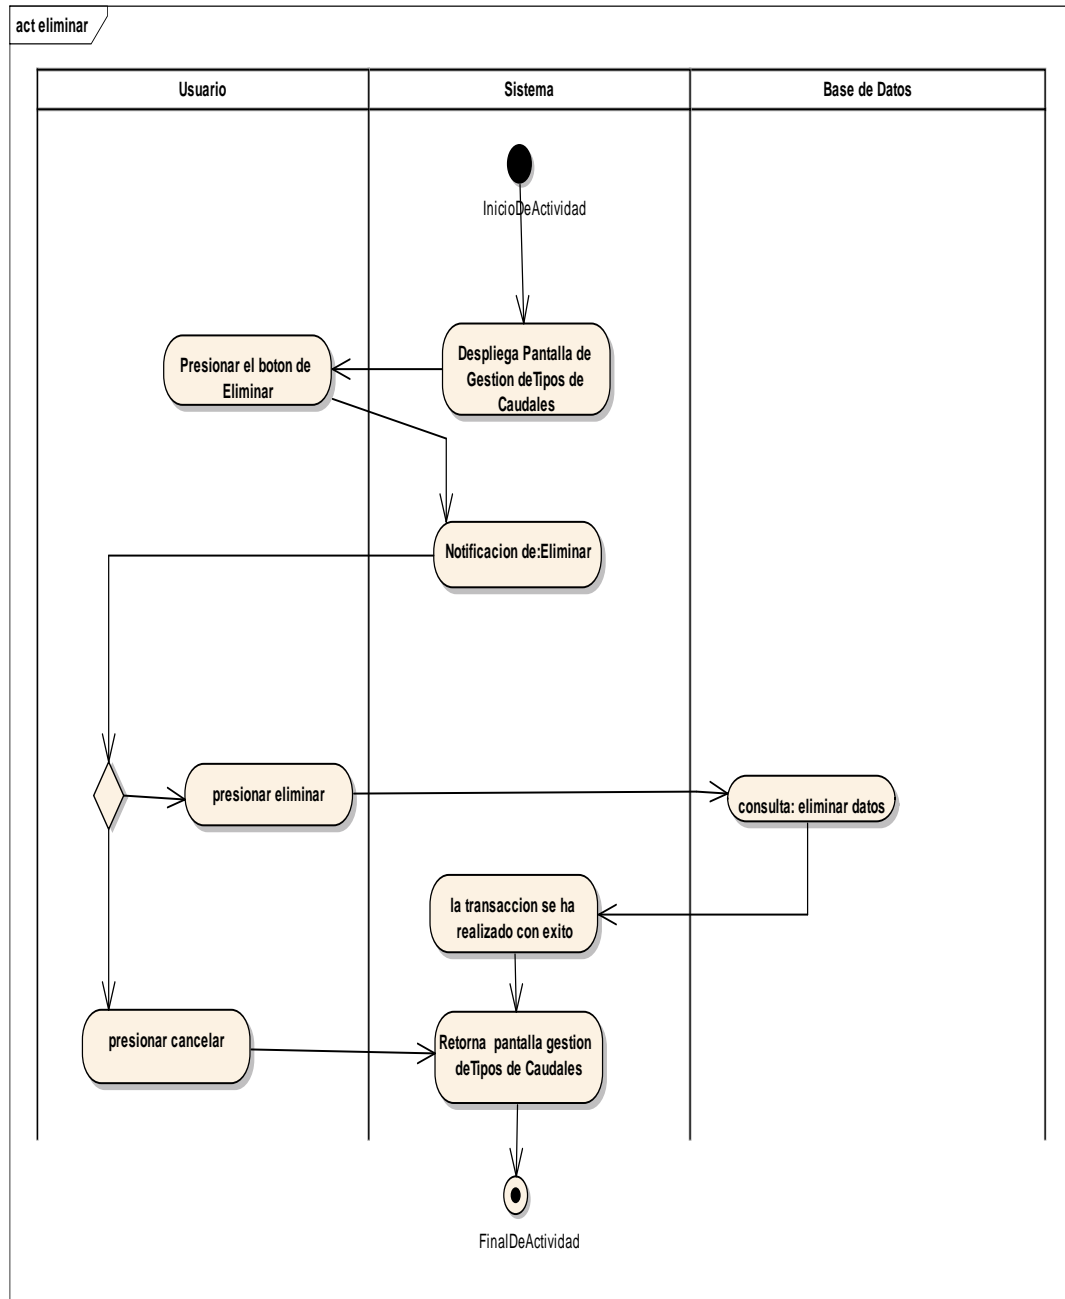 act eliminar
Usuario
Sistema
Base de Datos
InicioDeActividad
Despliega Pantalla de
Gestion deTipos de
Caudales
Presionar el boton de
Eliminar
Notificacion de:Eliminar
presionar eliminar
consulta: eliminar datos
la transaccion se ha
realizado con exito
presionar cancelar
Retorna pantalla gestion
deTipos de Caudales
FinalDeActividad